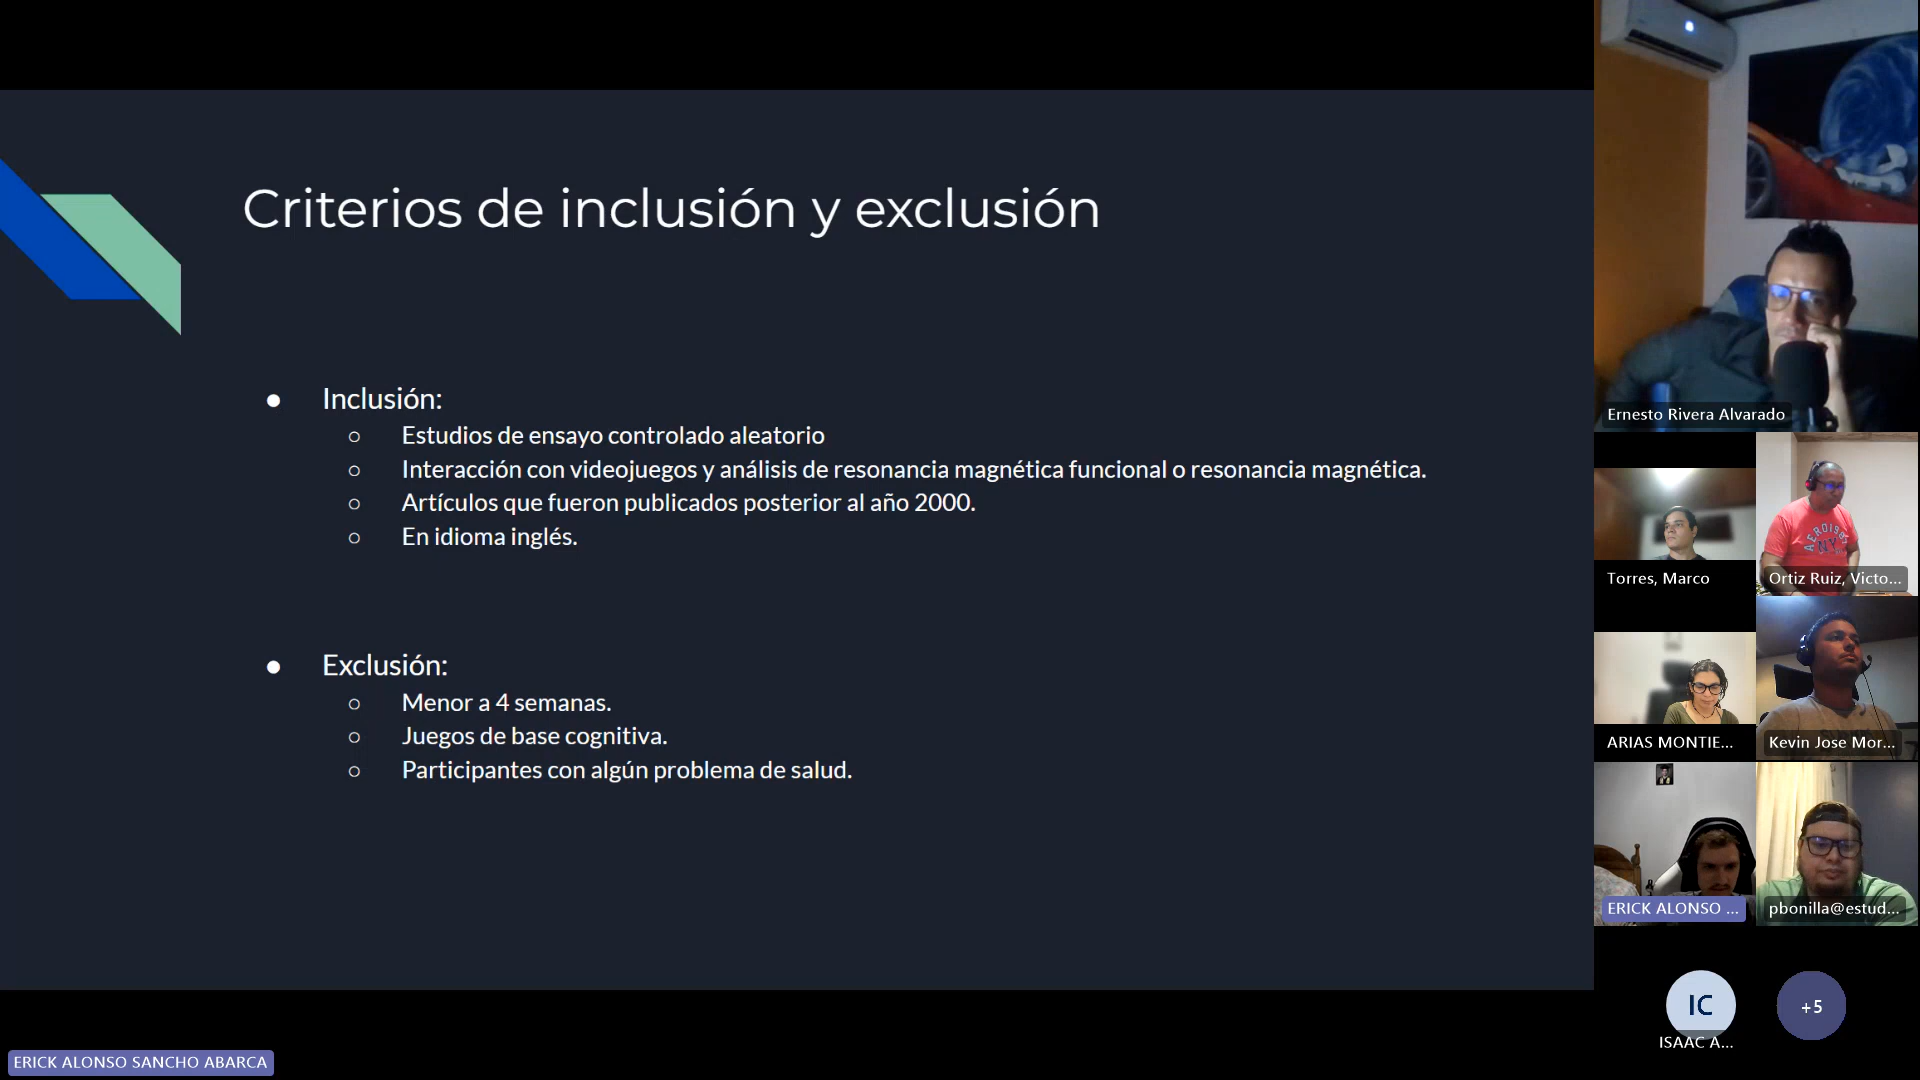 Criterios de inclusión y exclusión
● Inclusión:
○ Estudios de ensayo controlado aleatorio
○ Interacción con videojuegos y análisis de resonancia magnética funcional o resonancia magnética.
○ Artículos que fueron publicados posterior al año 2000.
○ En idioma inglés.
● Exclusión:
○ Menor a 4 semanas.
○ Juegos de base cognitiva.
○ Participantes con algún problema de salud.
ERICK ALONSO SANCHO ABARCA
Ernesto Rivera Alvarado
Torres, Marco
AERO1987
NY
Ortiz Ruiz, Victo...
ARIAS MONTIE...
Kevin Jose Mor...
ERICK ALONSO ...
pbonilla@estud...
IC
ISAAC A...
+5